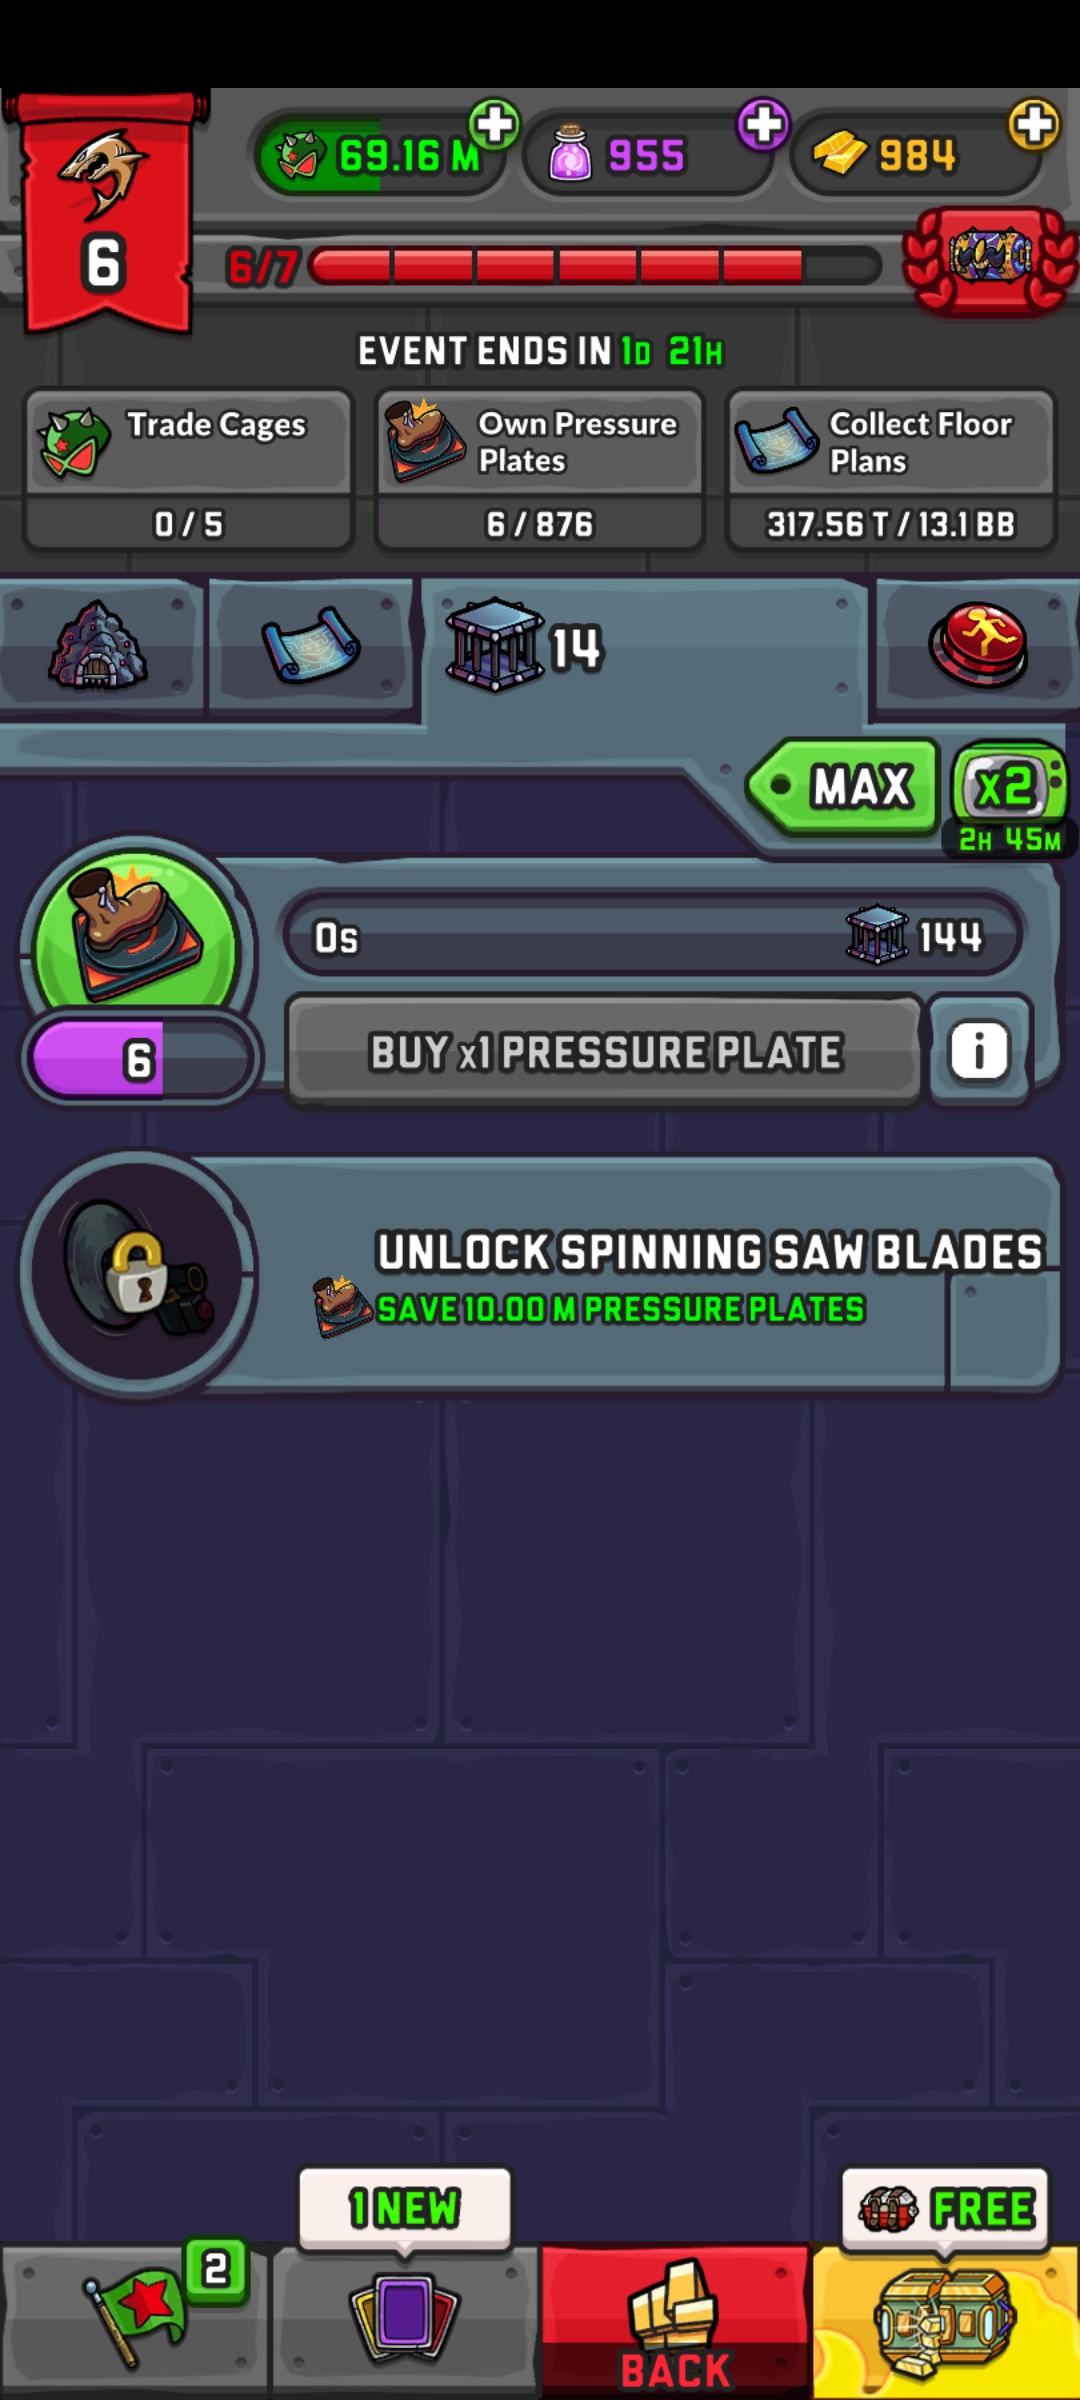 69.16 M
955
984
6
6/7
EVENT ENDS IN 1D 21H
Trade Cages
0 / 5
Own Pressure
Plates
6 / 876
Collect Floor
Plans
317.56 T / 13.1 BB
14
MAX
x2
2H 45M
0s
144
6
BUY x1 PRESSURE PLATE
i
UNLOCK SPINNING SAW BLADES
SAVE 10.00 M PRESSURE PLATES
1 NEW
FREE
2
BACK